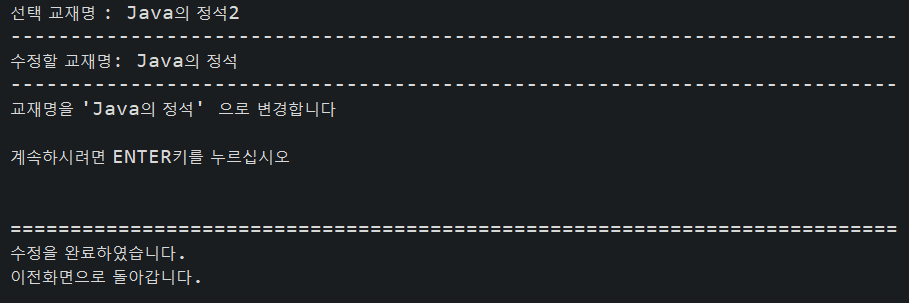 선택 교재명 : Java의 정석2
--------------------------------------------------------------------------
수정할 교재명: Java의 정석
--------------------------------------------------------------------------
교재명을 'Java의 정석' 으로 변경합니다
계속하시려면 ENTER키를 누르십시오
==========================================================================
수정을 완료하였습니다.
이전화면으로 돌아갑니다.